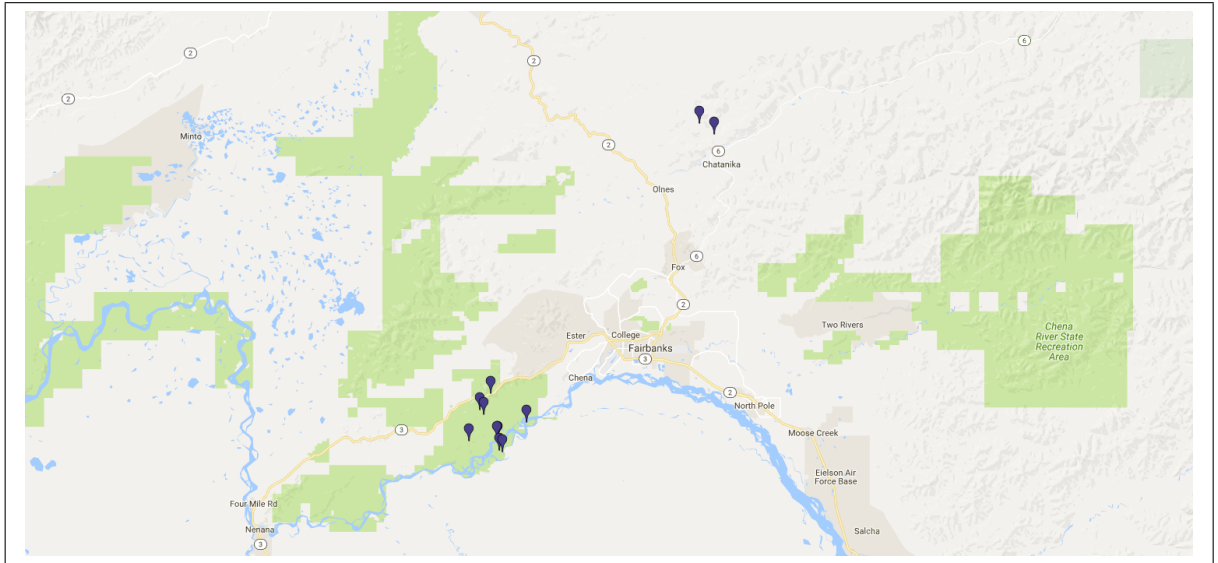 6
2
2
2
Minto
2
6
Chatanika
Olnes
6
Fox
2
Two Rivers
Chena
River State
Recreation
Area
Ester
College
Fairbanks
3
Chena
2
North Pole
3
Moose Creek
Eielson Air
Force Base
Four Mile Rd
Nenana
Salcha
3